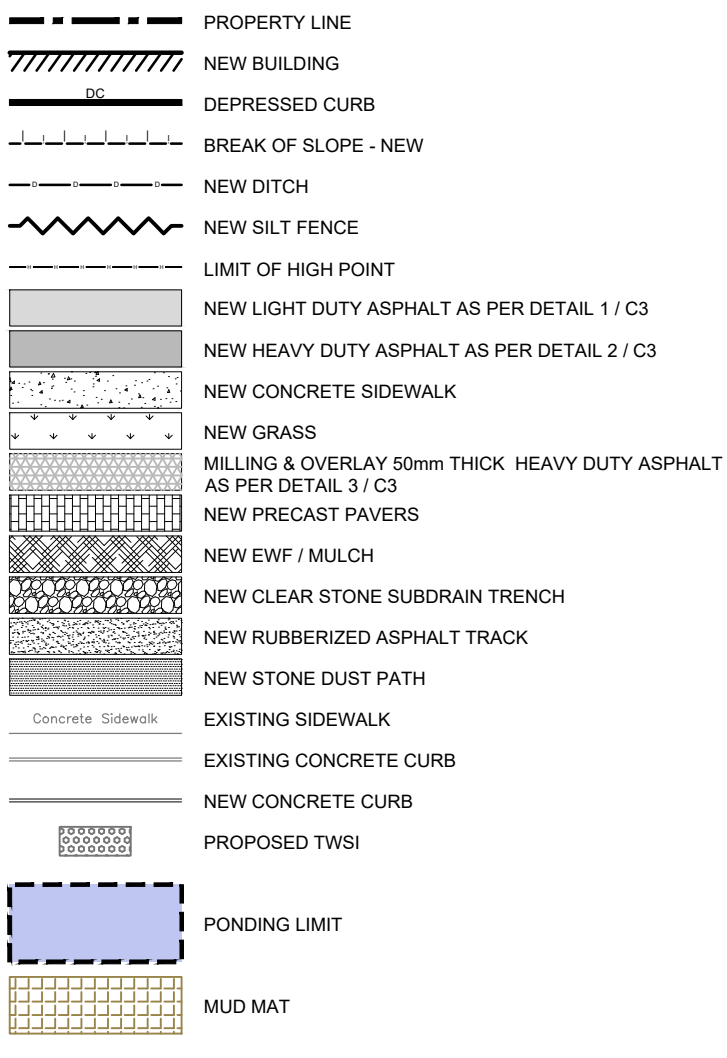 PROPERTY LINE
NEW BUILDING
DC
DEPRESSED CURB
BREAK OF SLOPE - NEW
D D D D
NEW DITCH
NEW SILT FENCE
H H H H H H
LIMIT OF HIGH POINT
NEW LIGHT DUTY ASPHALT AS PER DETAIL 1 / C3
NEW HEAVY DUTY ASPHALT AS PER DETAIL 2 / C3
NEW CONCRETE SIDEWALK
NEW GRASS
MILLING & OVERLAY 50mm THICK HEAVY DUTY ASPHALT
AS PER DETAIL 3 / C3
NEW PRECAST PAVERS
NEW EWF / MULCH
NEW CLEAR STONE SUBDRAIN TRENCH
NEW RUBBERIZED ASPHALT TRACK
NEW STONE DUST PATH
Concrete Sidewalk EXISTING SIDEWALK
EXISTING CONCRETE CURB
NEW CONCRETE CURB
PROPOSED TWSI
PONDING LIMIT
MUD MAT